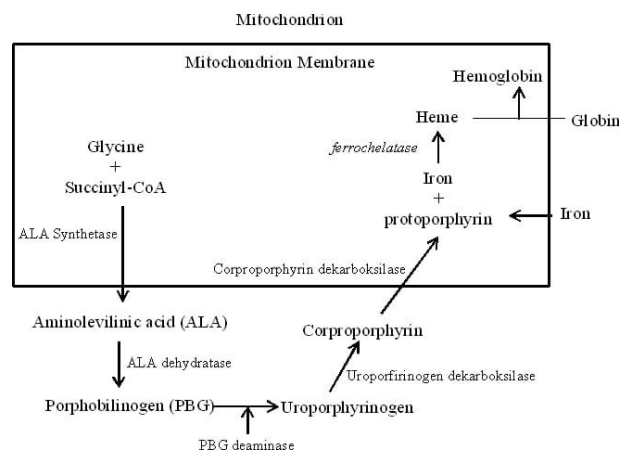 Mitochondrion
Mitochondrion Membrane
Hemoglobin
Heme
Globin
ferrochelatase
Glycine
+
Succinyl-CoA
Iron
+
protoporphyrin
Iron
ALA Synthetase
Corproporphyrin dekarboksilase
Aminolevilinic acid (ALA)
Corproporphyrin
ALA dehydratase
Uroporfirinogen dekarboksilase
Porphobilinogen (PBG)
Uroporphyrinogen
PBG deaminase